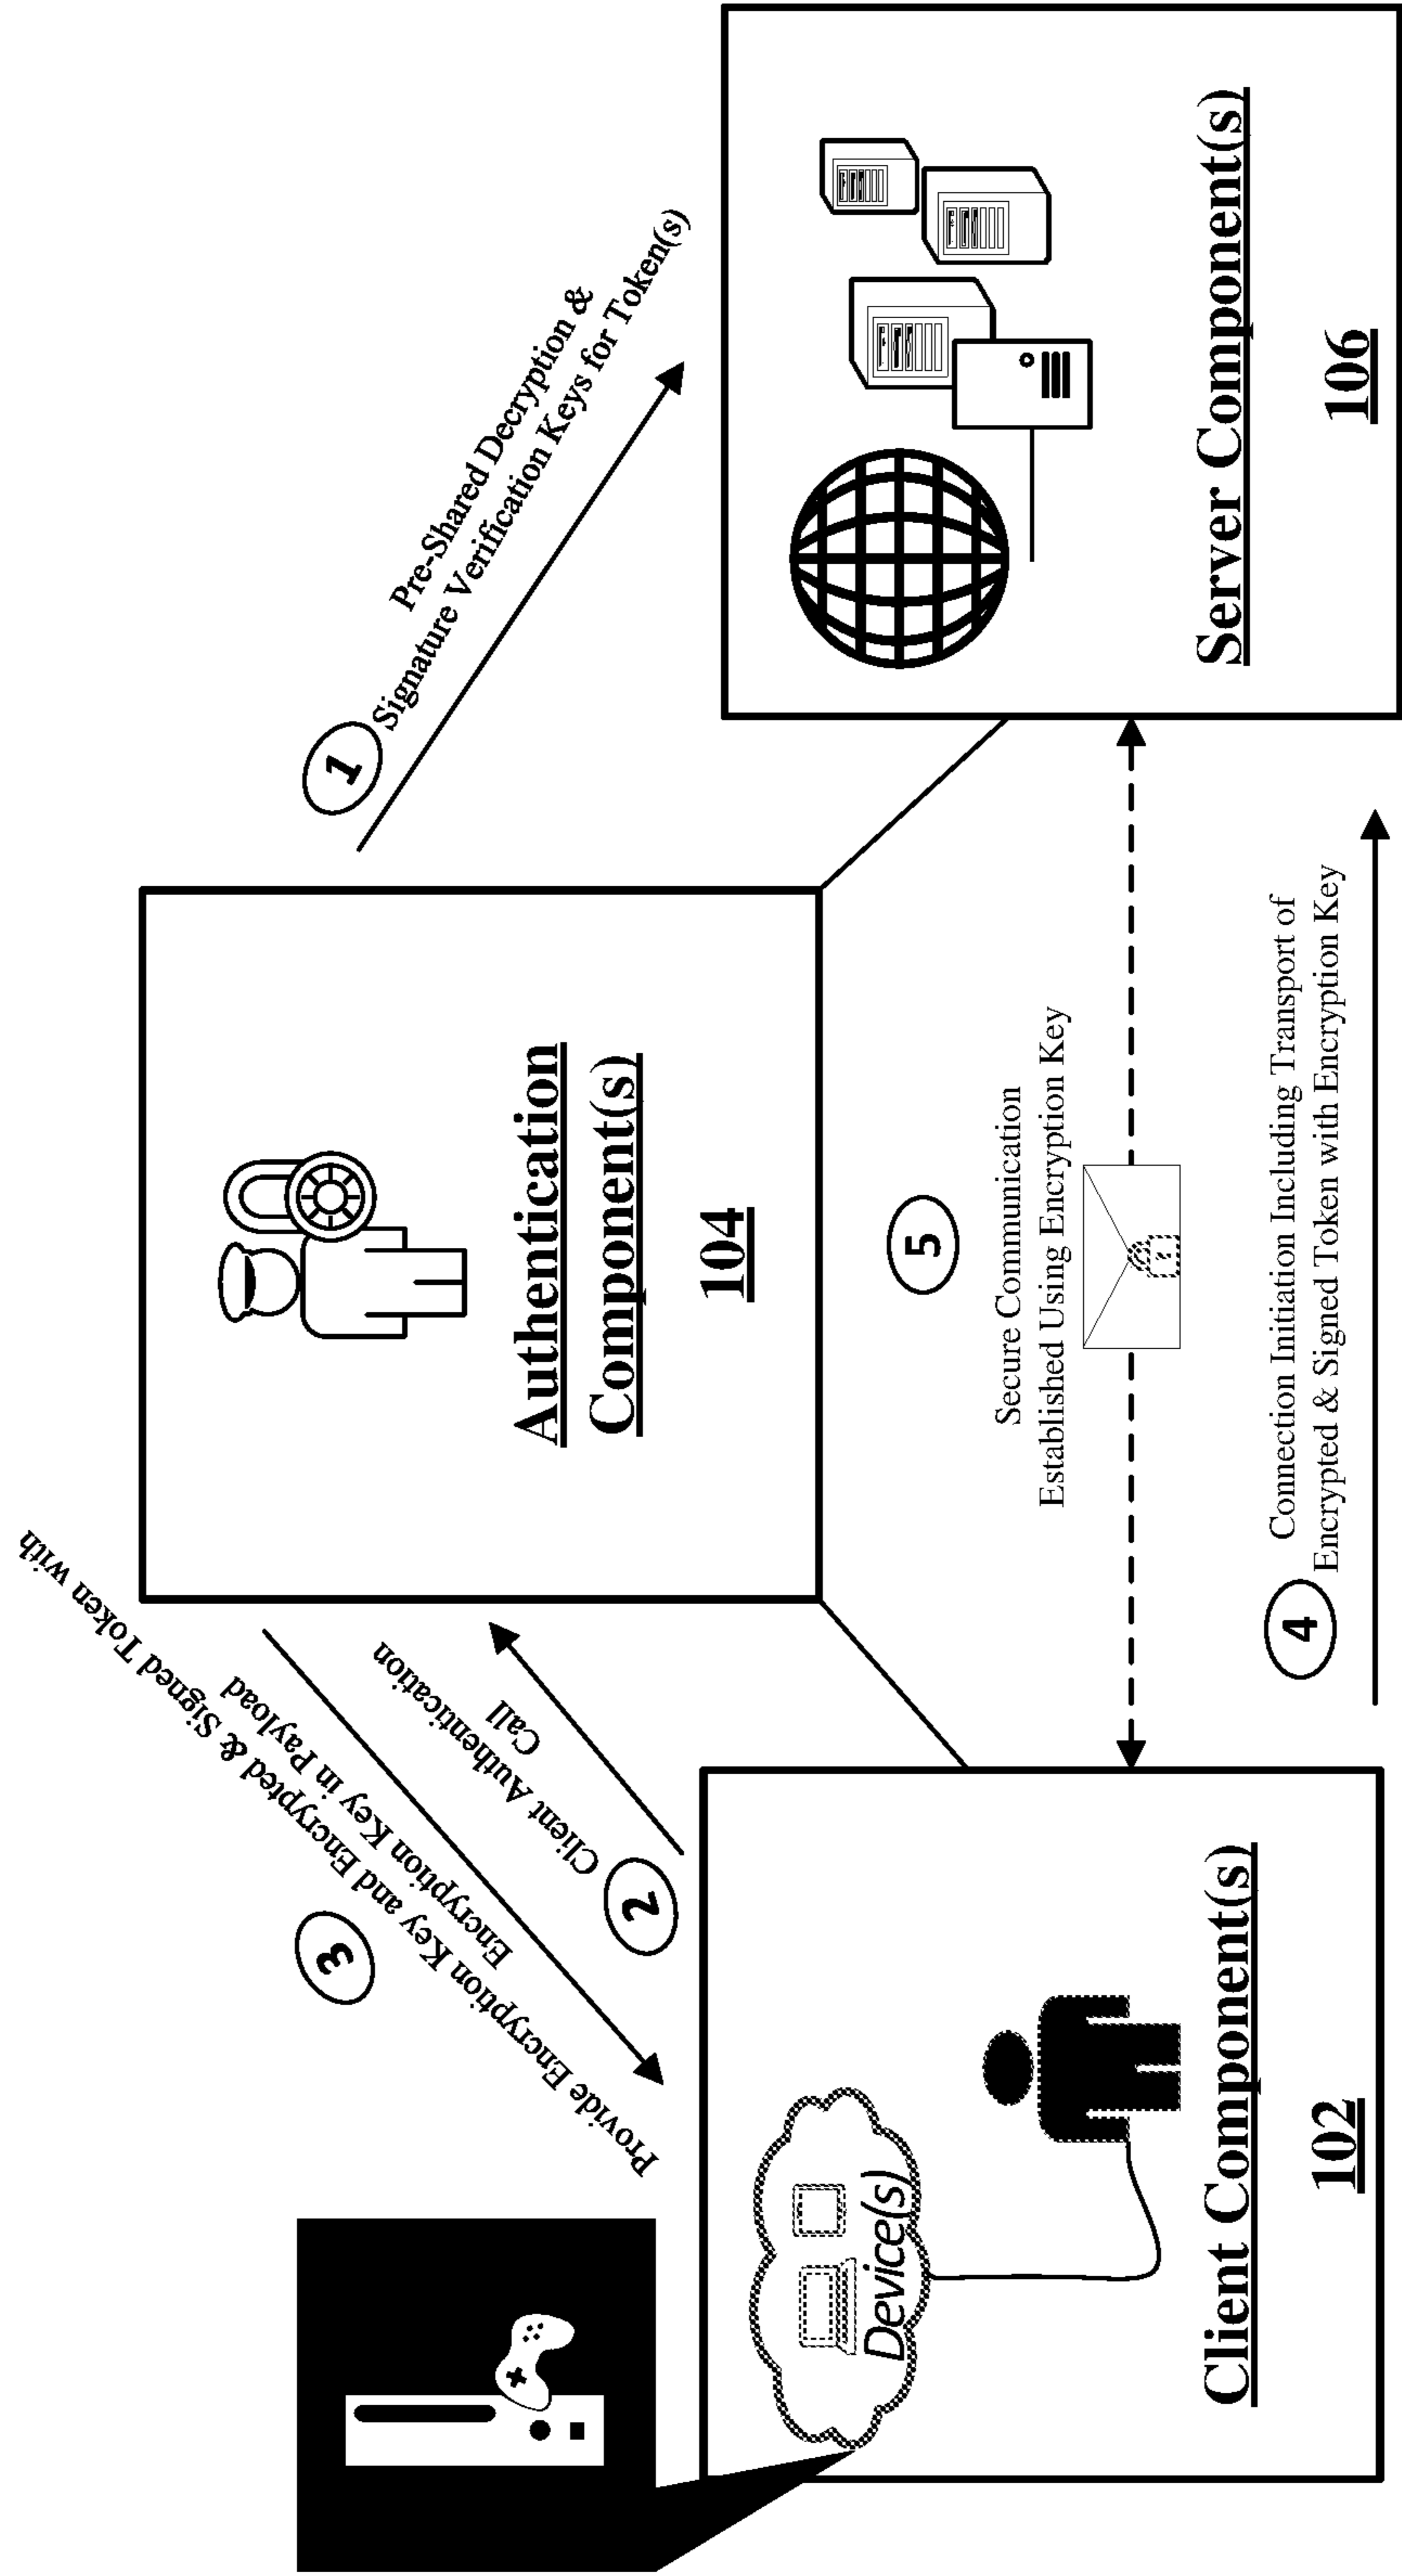 1
Pre-Shared Decryption &
Signature Verification Keys for Token(s)
Authentication
Component(s)
104
3
Provide Encryption Key and Encrypted & Signed Token with
Encryption Key in Payload
2
Client Authentication
Call
Device(s)
Client Component(s)
102
5
Secure Communication
Established Using Encryption Key
4
Connection Initiation Including Transport of
Encrypted & Signed Token with Encryption Key
Server Component(s)
106